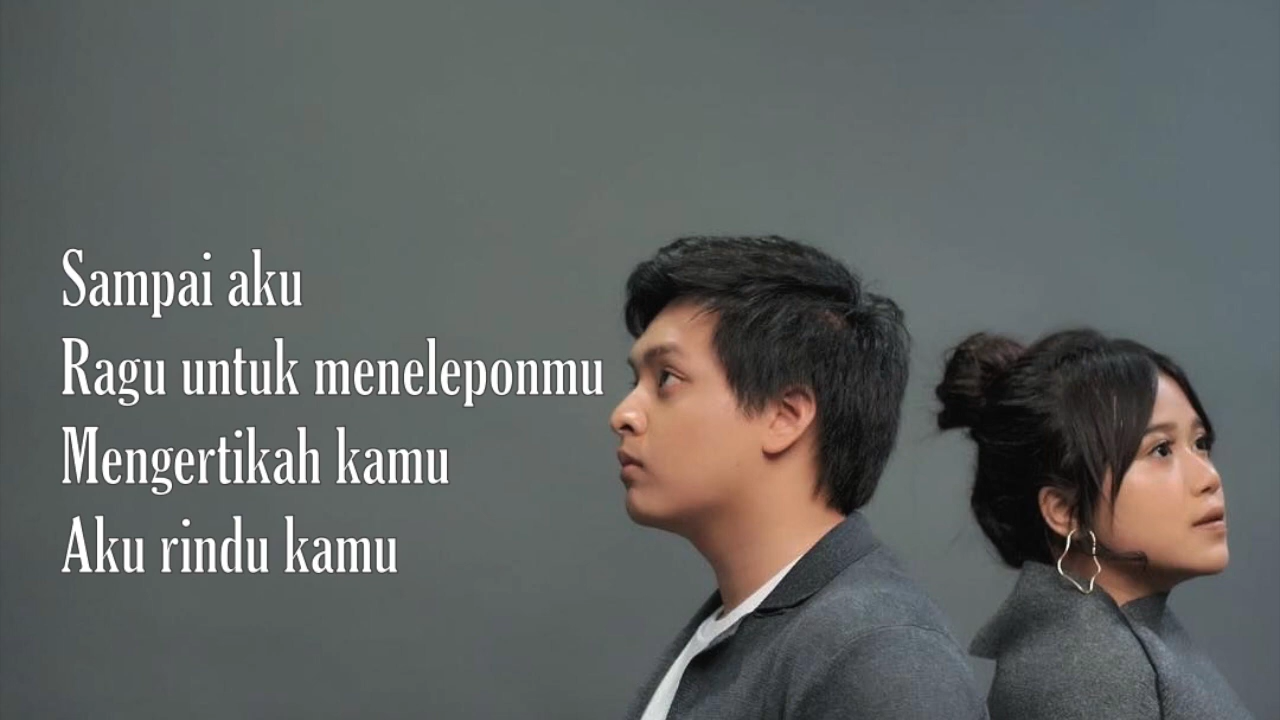 Sampai aku
Ragu untuk meneleponmu
Mengertikah kamu
Aku rindu kamu